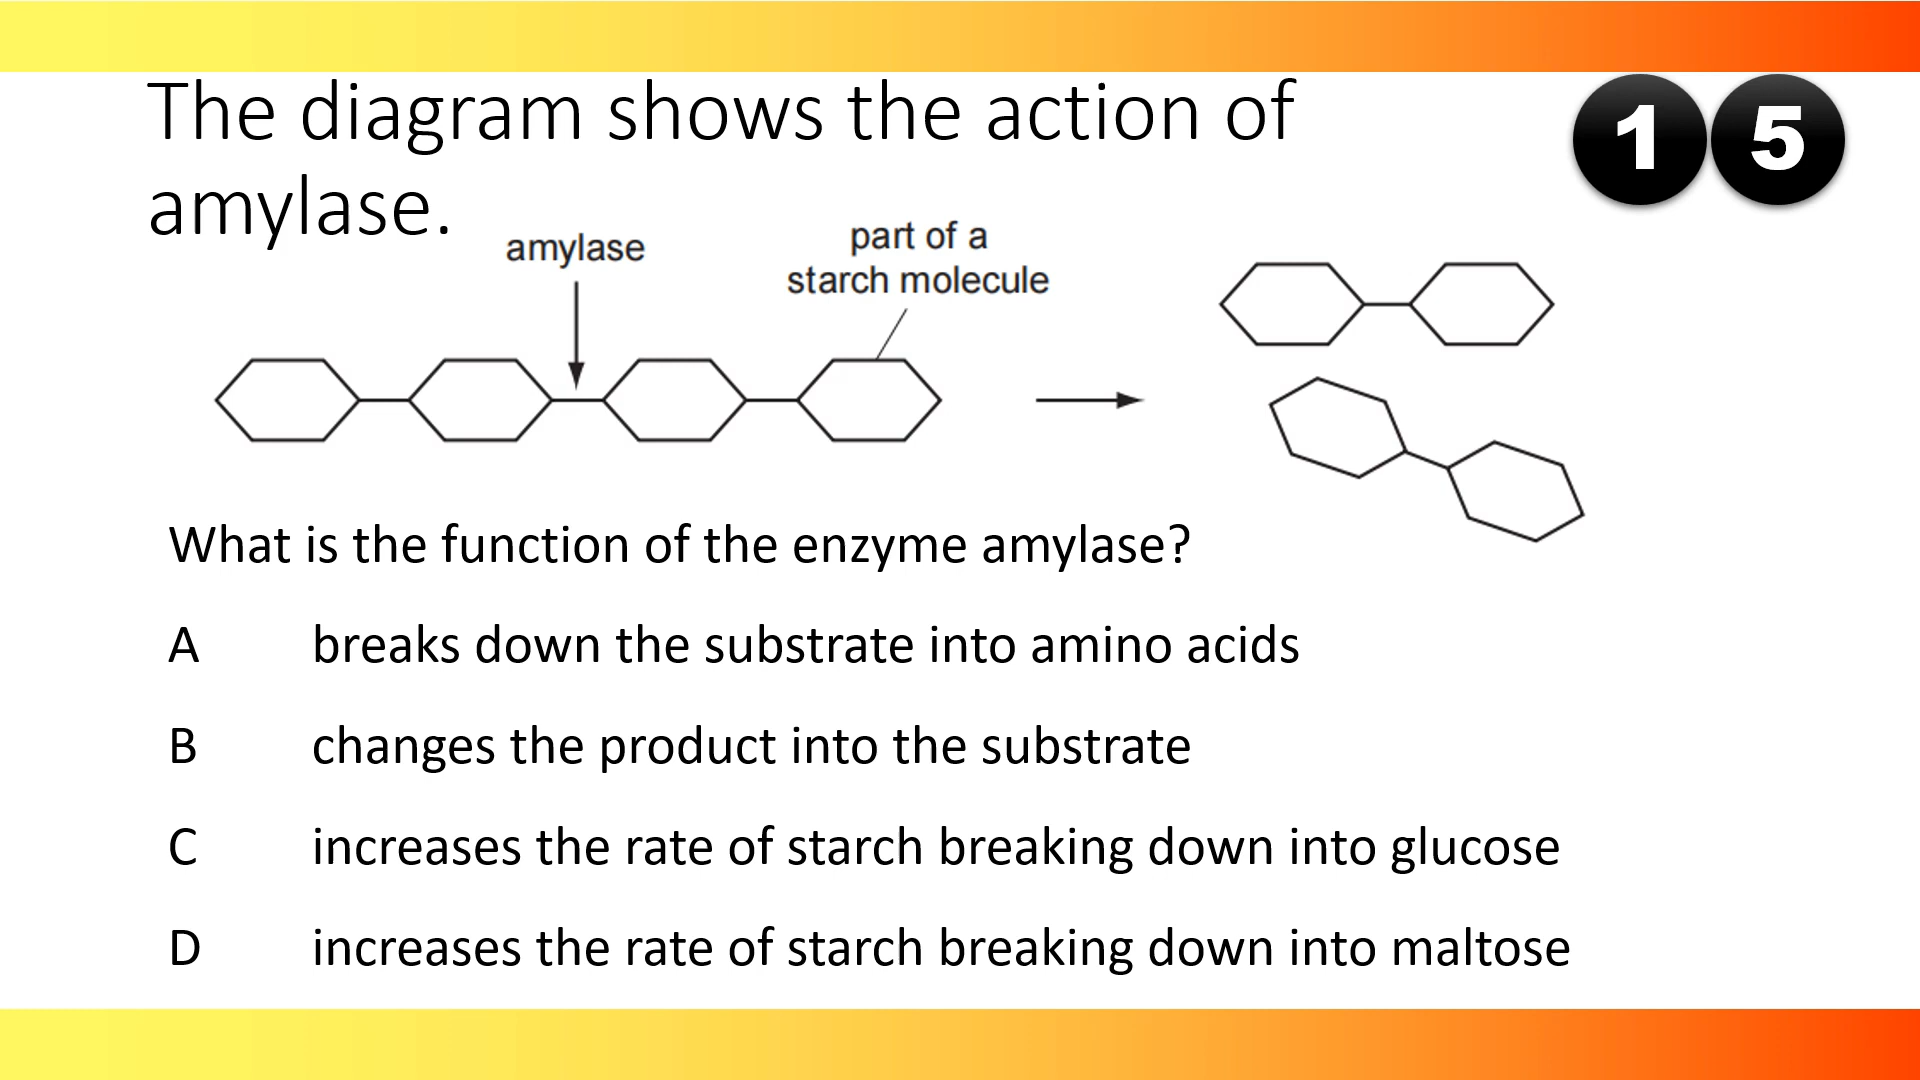 The diagram shows the action of
amylase.
1 5
amylase
part of a
starch molecule
What is the function of the enzyme amylase?
A breaks down the substrate into amino acids
B changes the product into the substrate
C increases the rate of starch breaking down into glucose
D increases the rate of starch breaking down into maltose